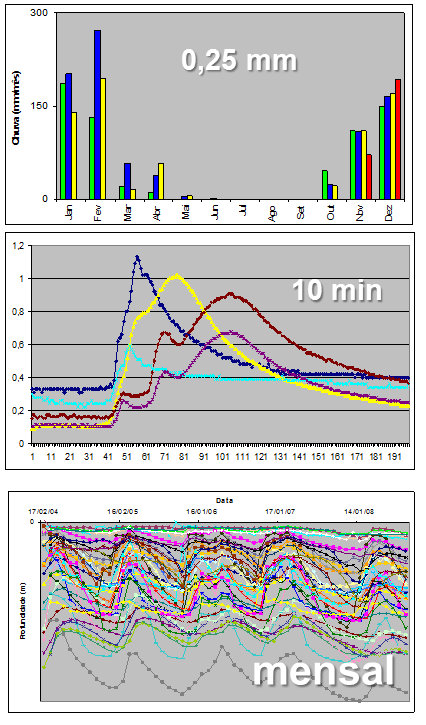 300
0,25 mm
150
Chuva (mm/mês)
0
Jan Fev Mar Abr Mai Jun Jul Ago Set Out Nov Dez
1,2
1
10 min
0,8
0,6
0,4
0,2
0
1 11 21 31 41 51 61 71 81 91 101 111 121 131 141 151 161 171 181 191
Data
17/02/04 16/02/05 16/01/06 17/01/07 14/01/08
0
Profundidade (m)
mensal